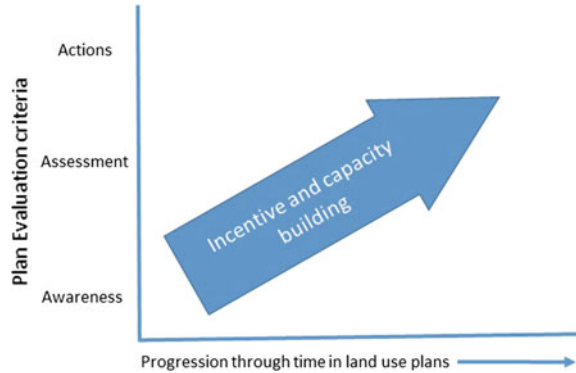 Plan Evaluation criteria
Actions
Assessment
Awareness
Incentive and capacity
building
Progression through time in land use plans